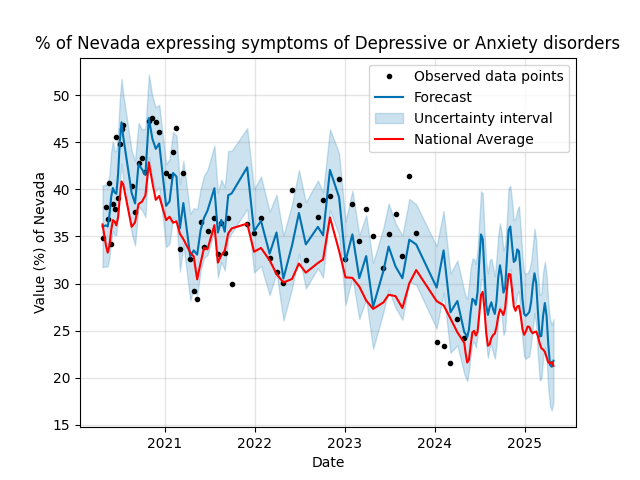 % of Nevada expressing symptoms of Depressive or Anxiety disorders
Observed data points
Forecast
Uncertainty interval
National Average
Value (%) of Nevada
50
45
40
35
30
25
20
15
2021
2022
2023
2024
2025
Date